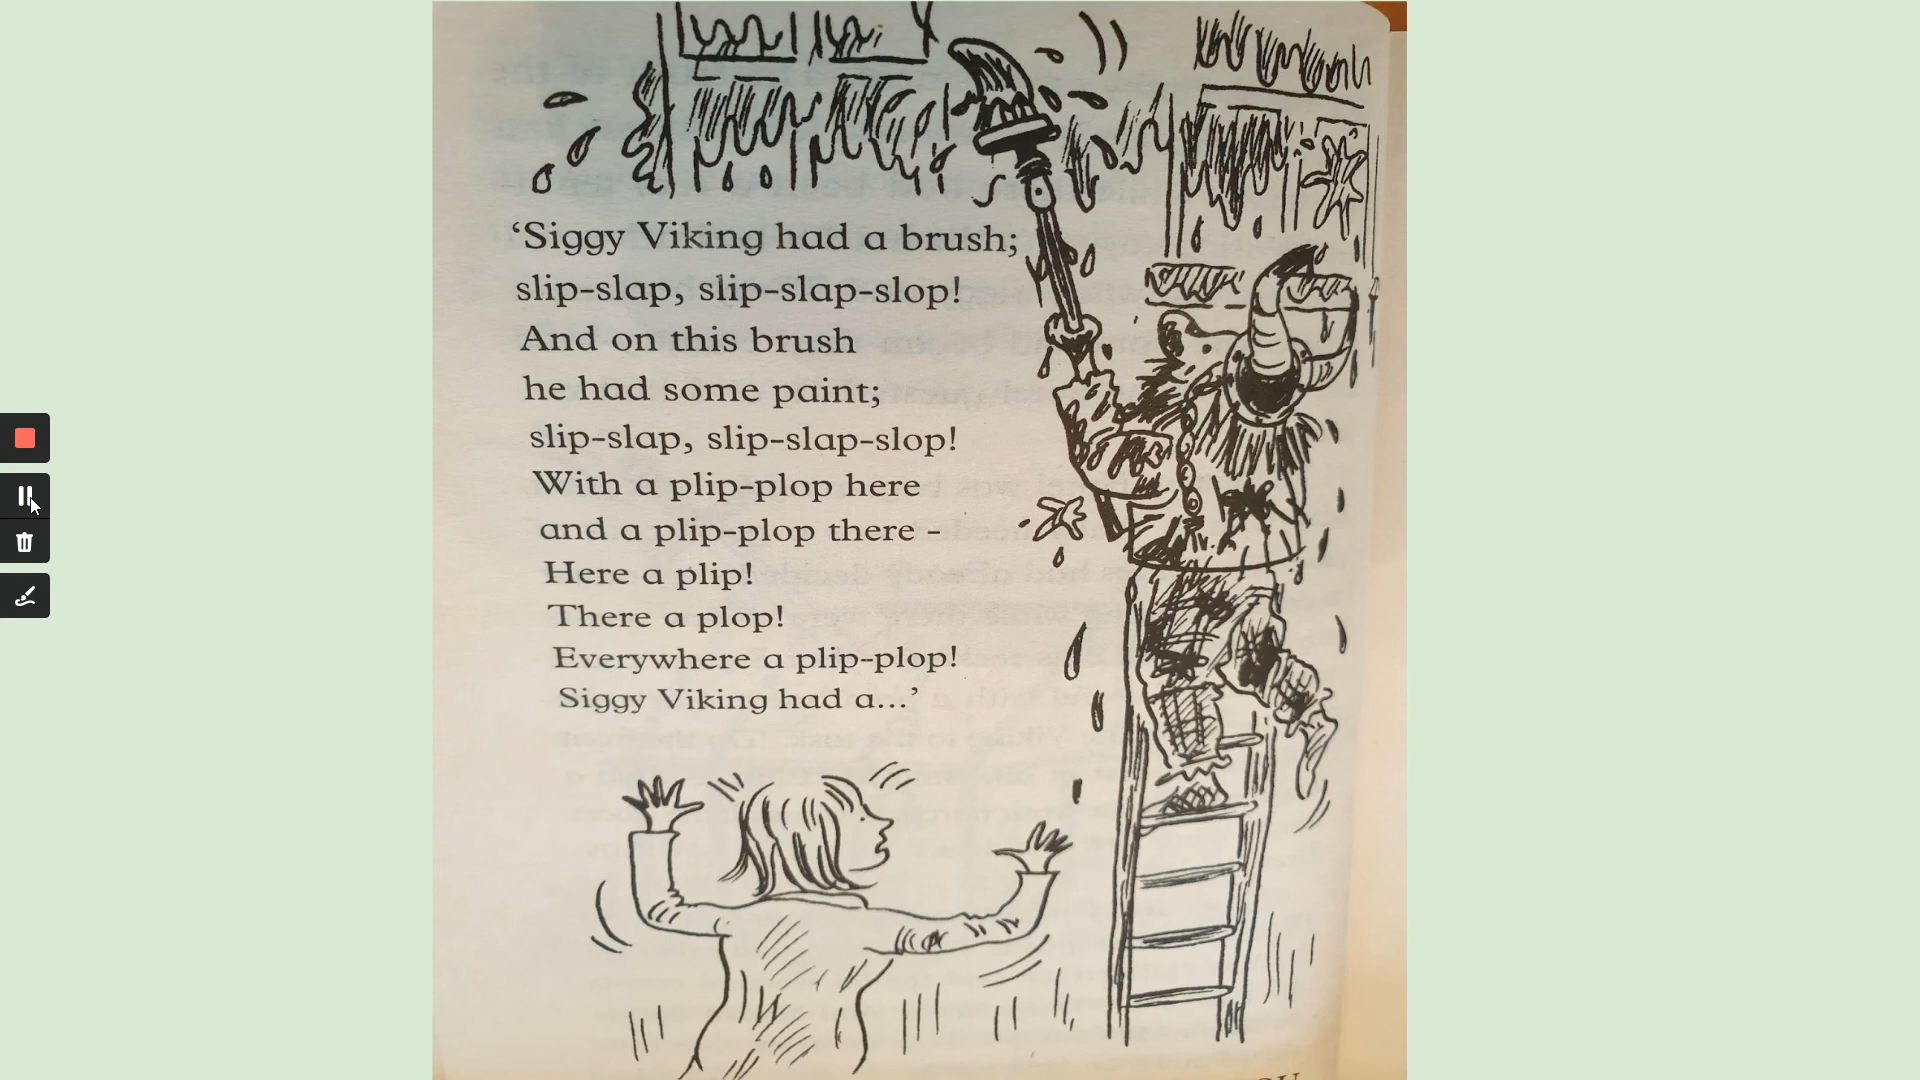 ‘Siggy Viking had a brush;
slip-slap, slip-slap-slop!
And on this brush
he had some paint;
slip-slap, slip-slap-slop!
With a plip-plop here
and a plip-plop there -
Here a plip!
There a plop!
Everywhere a plip-plop!
Siggy Viking had a...’